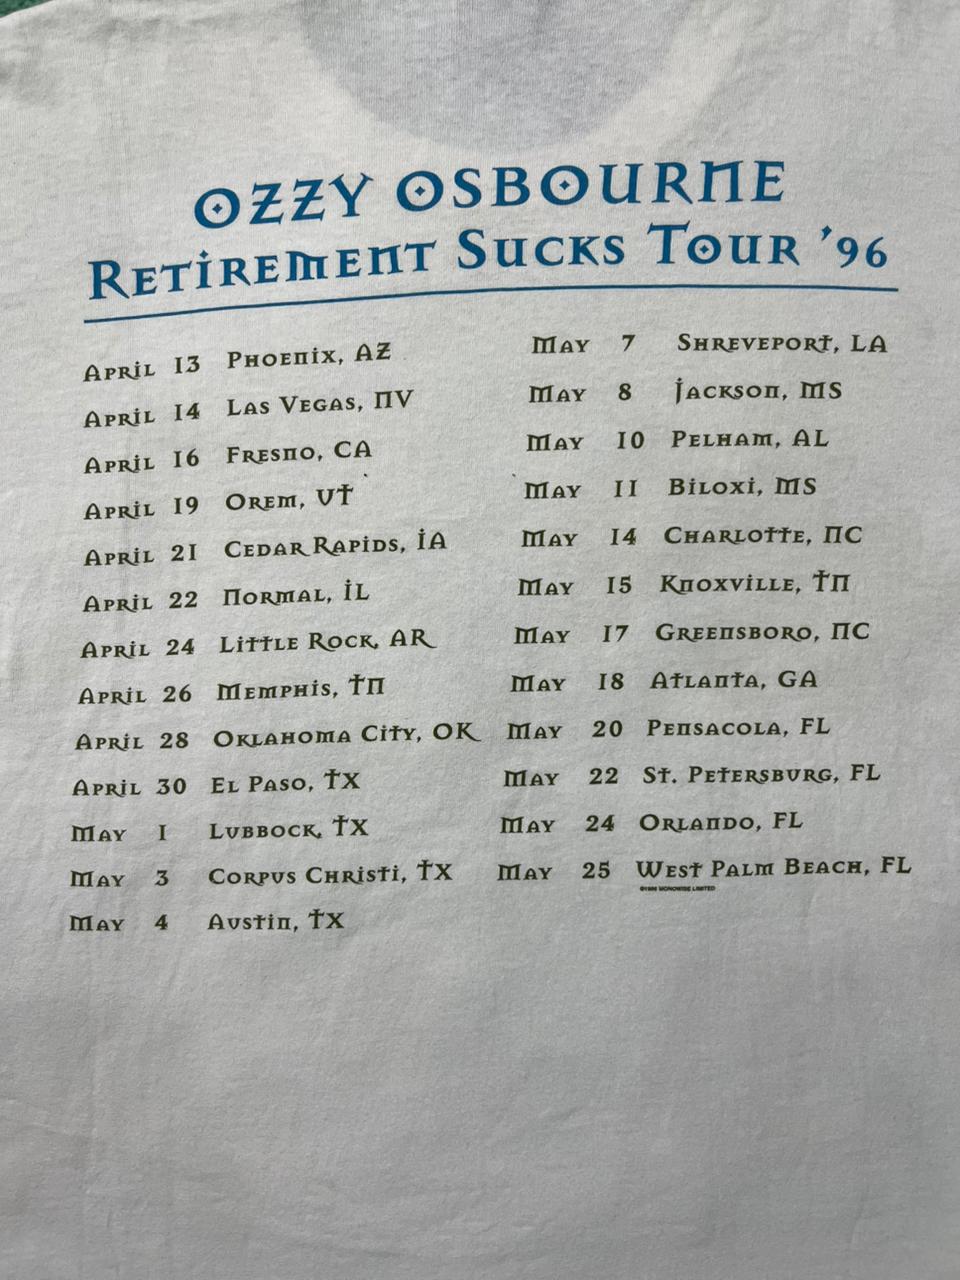 OZZY OSBOURNE
RETIREMENT SUCKS TOUR '96
APRIL 13 PHOENIX, AZ
APRIL 14 LAS VEGAS, NV
APRIL 16 FRESNO, CA
APRIL 19 OREM, UT
APRIL 21 CEDAR RAPIDS, IA
APRIL 22 NORMAL, IL
APRIL 24 LITTLE ROCK, AR
APRIL 26 MEMPHIS, TN
APRIL 28 OKLAHOMA CITY, OK
APRIL 30 EL PASO, TX
MAY 1 LUBBOCK, TX
MAY 3 CORPUS CHRISTI, TX
MAY 4 AUSTIN, TX
MAY 7 SHREVEPORT, LA
MAY 8 JACKSON, MS
MAY 10 PELHAM, AL
MAY 11 BILOXI, MS
MAY 14 CHARLOTTE, NC
MAY 15 KNOXVILLE, TN
MAY 17 GREENSBORO, NC
MAY 18 ATLANTA, GA
MAY 20 PENSACOLA, FL
MAY 22 ST. PETERSBURG, FL
MAY 24 ORLANDO, FL
MAY 25 WEST PALM BEACH, FL
©1996 MONOWISE LIMITED